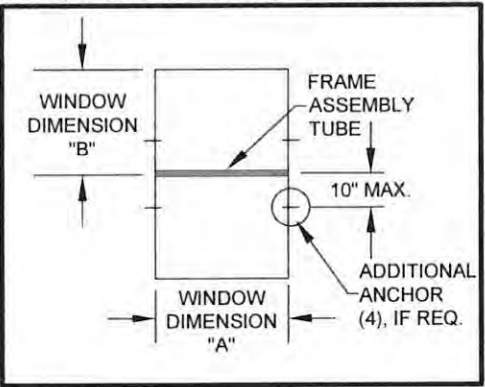 WINDOW
DIMENSION
"B"
FRAME
ASSEMBLY
TUBE
10" MAX.
ADDITIONAL
ANCHOR
(4), IF REQ.
WINDOW
DIMENSION
"A"